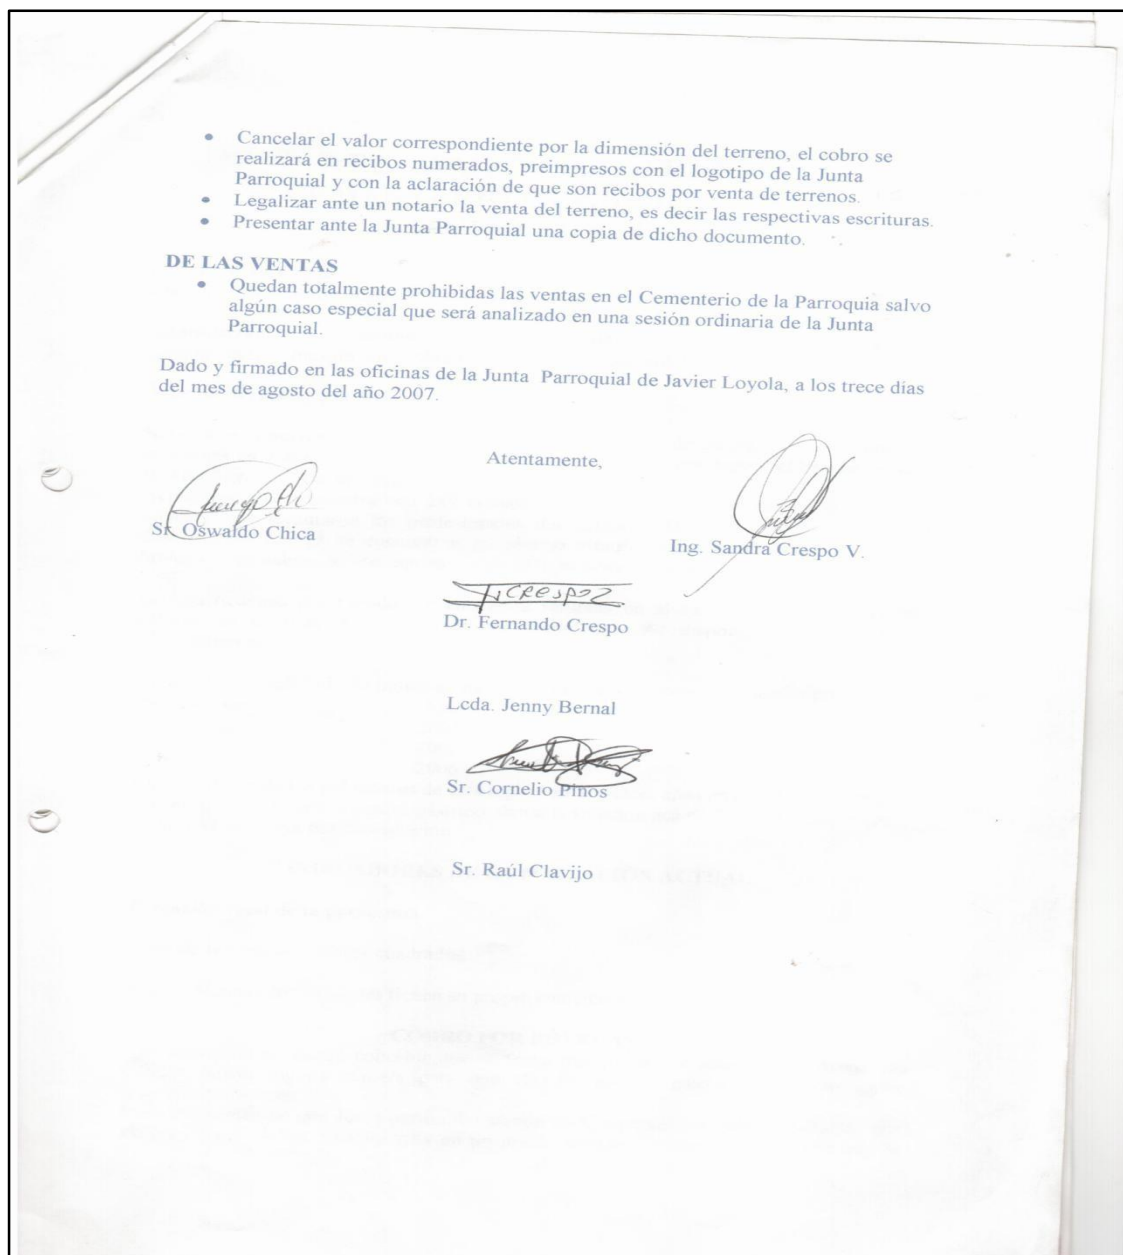 • Cancelar el valor correspondiente por la dimensión del terreno, el cobro se
realizará en recibos numerados, preimpresos con el logotipo de la Junta
Parroquial y con la aclaración de que son recibos por venta de terrenos.
• Legalizar ante un notario la venta del terreno, es decir las respectivas escrituras.
• Presentar ante la Junta Parroquial una copia de dicho documento.
DE LAS VENTAS
• Quedan totalmente prohibidas las ventas en el Cementerio de la Parroquia salvo
algún caso especial que será analizado en una sesión ordinaria de la Junta
Parroquial.
Dado y firmado en las oficinas de la Junta Parroquial de Javier Loyola, a los trece días
del mes de agosto del año 2007.
Atentamente,
Sr. Oswaldo Chica
Ing. Sandra Crespo V.
Dr. Fernando Crespo
Lcda. Jenny Bernal
Sr. Cornelio Pinos
Sr. Raúl Clavijo